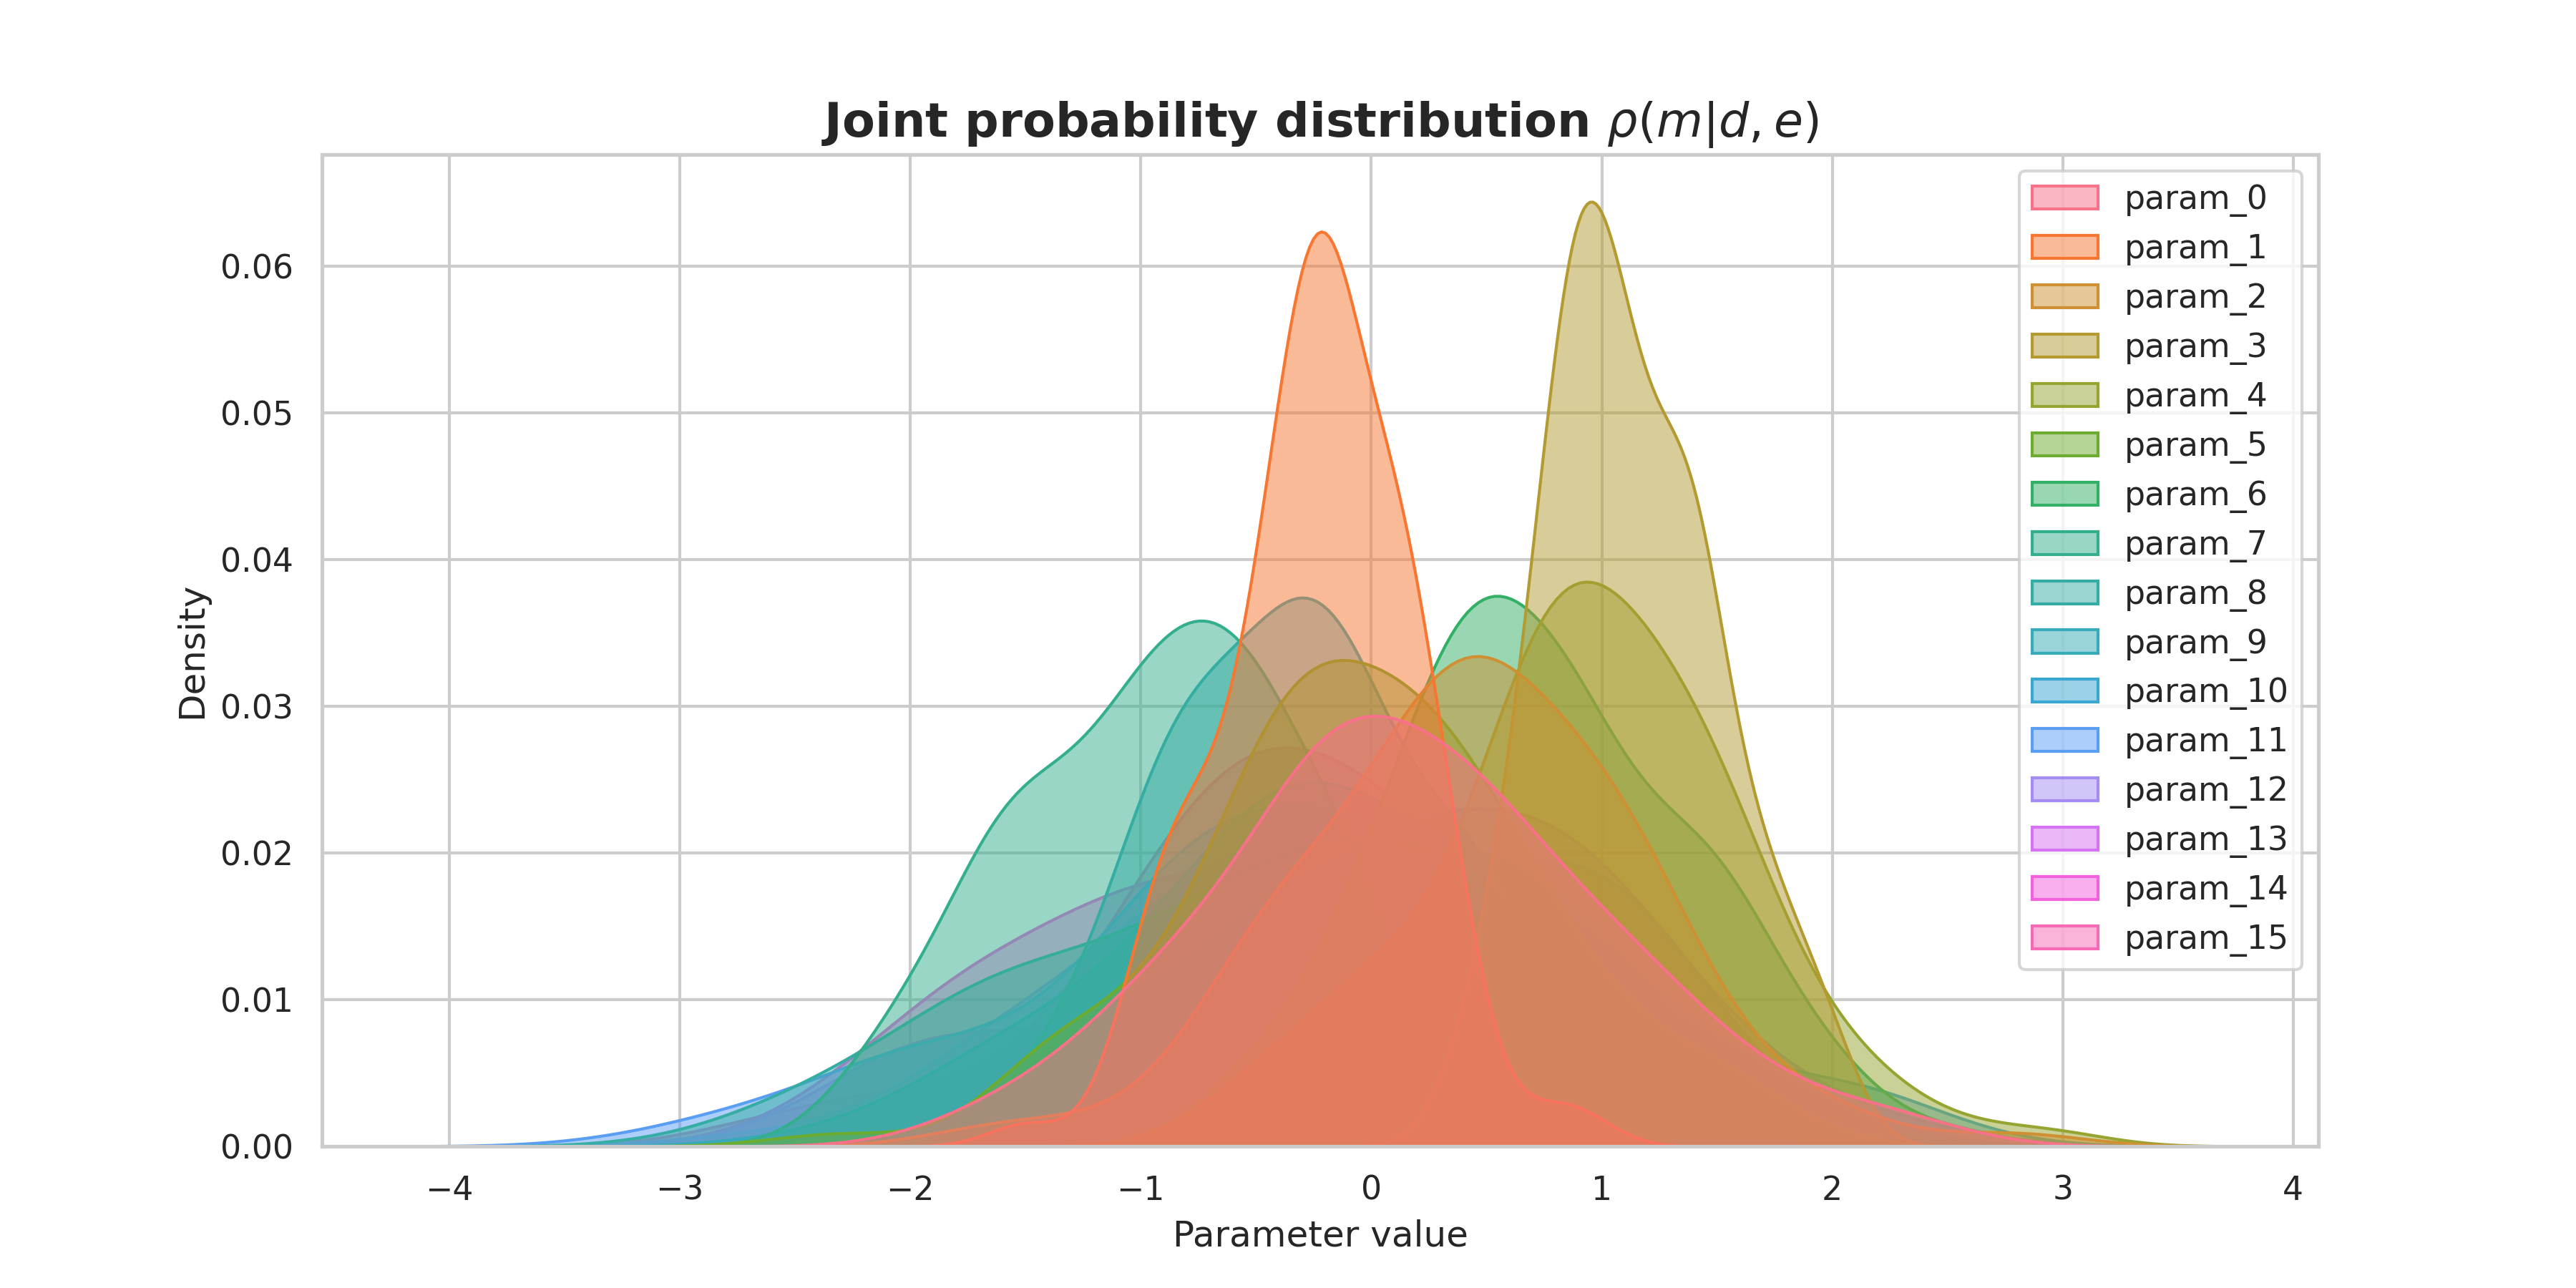 Joint probability distribution ρ(m|d, e)
param_0
param_1
param_2
param_3
param_4
param_5
param_6
param_7
param_8
param_9
param_10
param_11
param_12
param_13
param_14
param_15
Density
0.06
0.05
0.04
0.03
0.02
0.01
0.00
−4 −3 −2 −1 0 1 2 3 4
Parameter value